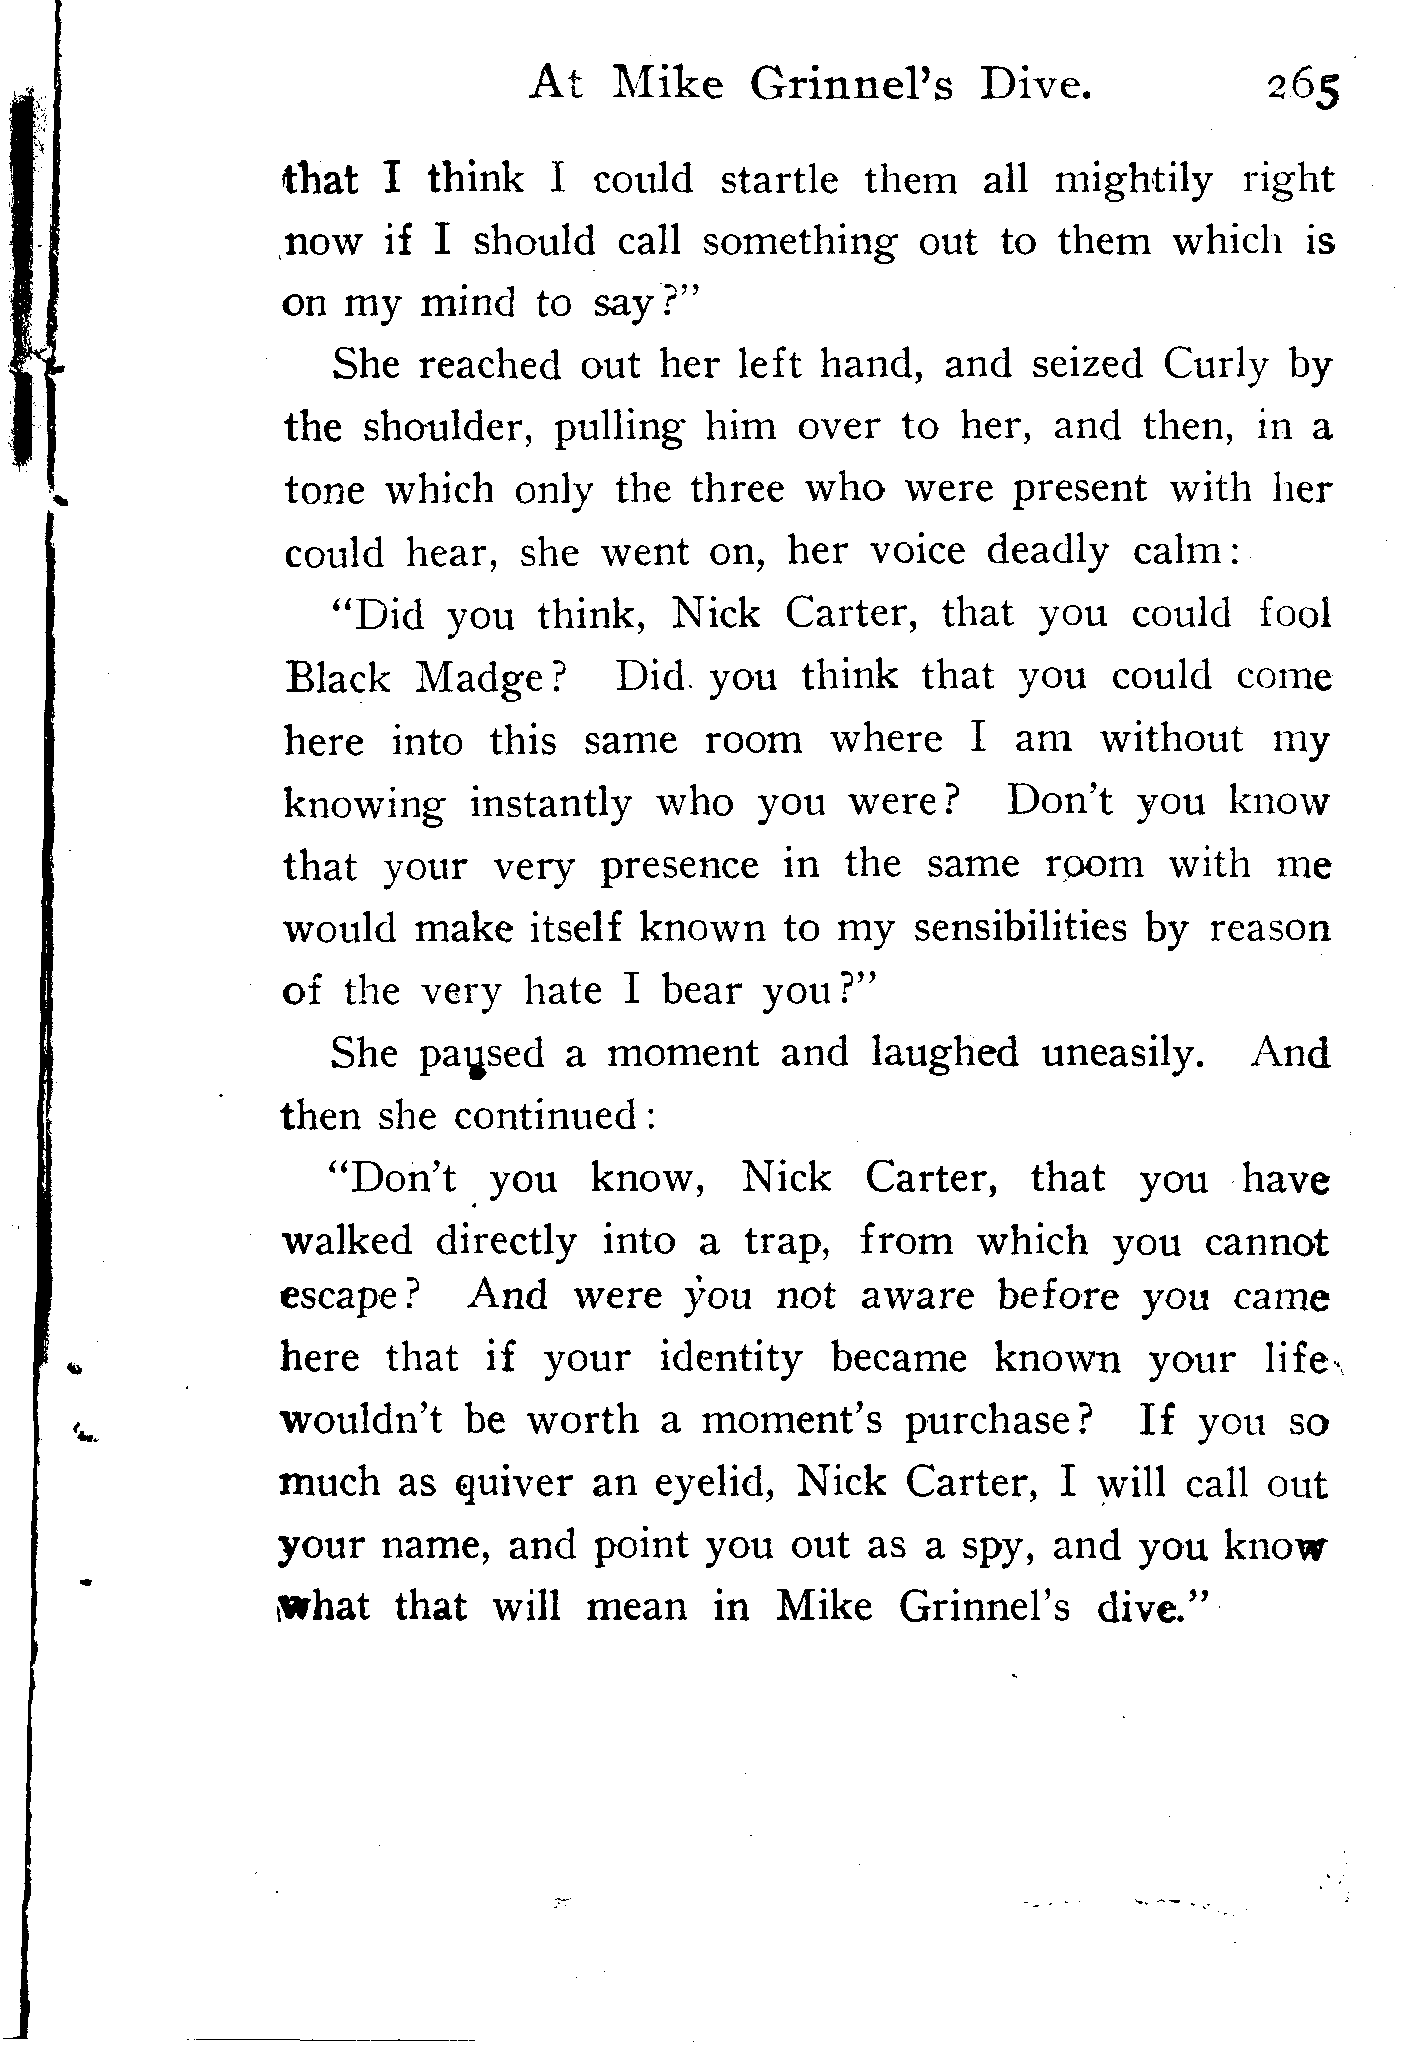 At Mike Grinnel's Dive. 265
that I think I could startle them all mightily right
now if I should call something out to them which is
on my mind to say?"
She reached out her left hand, and seized Curly by
the shoulder, pulling him over to her, and then, in a
tone which only the three who were present with her
could hear, she went on, her voice deadly calm:
"Did you think, Nick Carter, that you could fool
Black Madge? Did you think that you could come
here into this same room where I am without my
knowing instantly who you were? Don't you know
that your very presence in the same room with me
would make itself known to my sensibilities by reason
of the very hate I bear you?"
She paused a moment and laughed uneasily. And
then she continued:
"Don't you know, Nick Carter, that you have
walked directly into a trap, from which you cannot
escape? And were you not aware before you came
here that if your identity became known your life
wouldn't be worth a moment's purchase? If you so
much as quiver an eyelid, Nick Carter, I will call out
your name, and point you out as a spy, and you know
what that will mean in Mike Grinnel's dive."